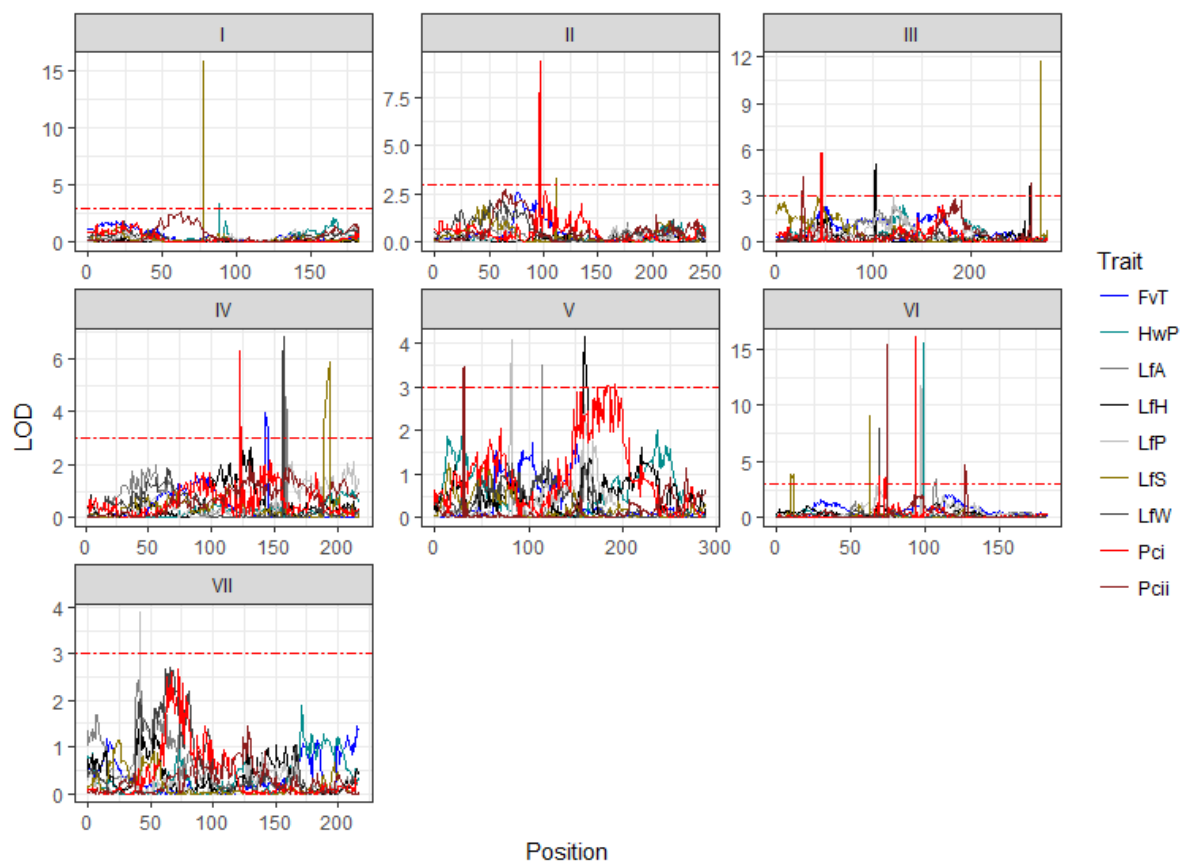 I
II
III
15
10
5
0
7.5
5.0
2.5
0.0
12
9
6
3
0
0 50 100 150
0 50 100 150 200 250
0 100 200
IV
V
VI
LOD
6
4
2
0
4
3
2
1
0
15
10
5
0
0 50 100 150 200
0 100 200 300
0 50 100 150
VII
4
3
2
1
0
0 50 100 150 200
Position
Trait
FvT
HwP
LfA
LfH
LfP
LfS
LfW
Pci
Pcii